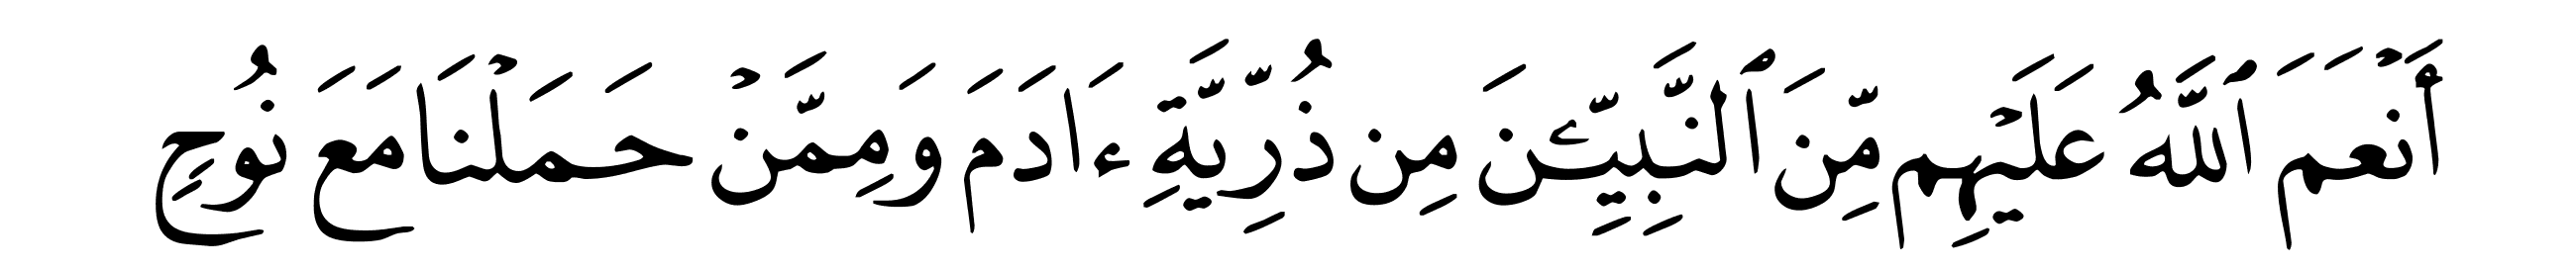 أَنْعَمَ ٱللَّهُ عَلَيْهِم مِّنَ ٱلنَّبِيِّـۧنَ مِن ذُرِّيَّةِ ءَادَمَ وَمِمَّنْ حَمَلْنَا مَعَ نُوحٍ